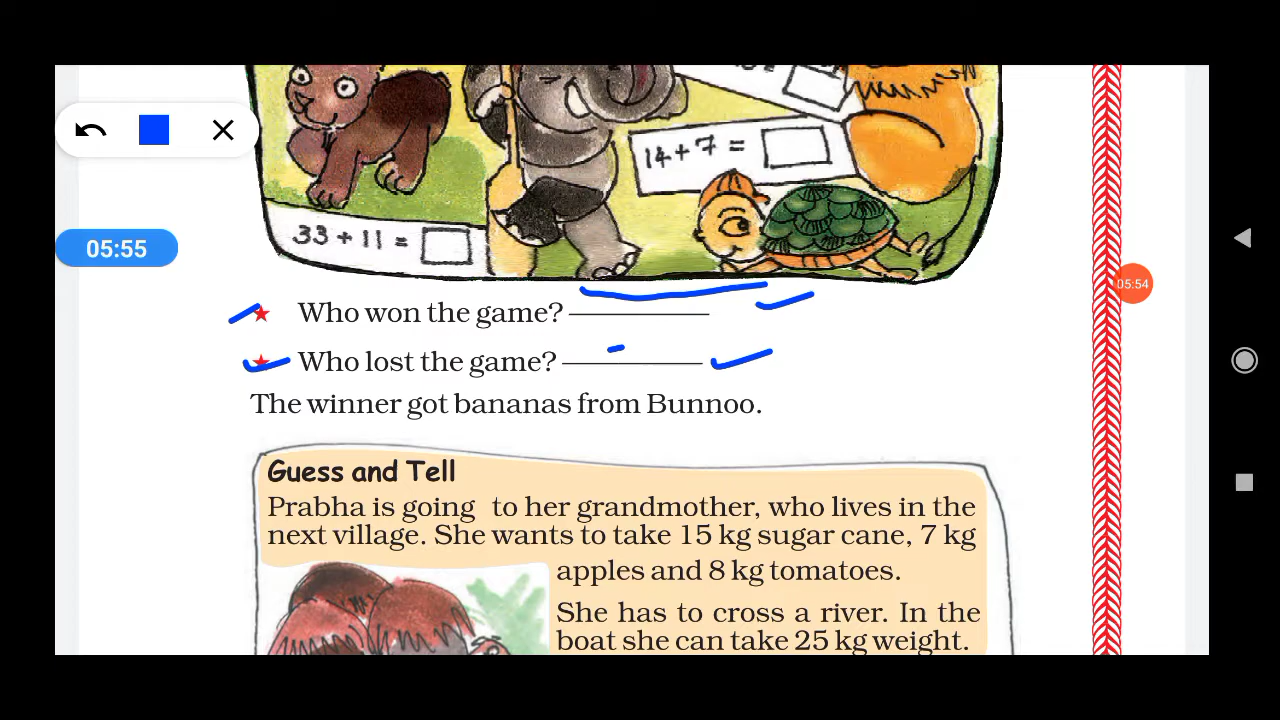 14+7 =
33 + 11 =
05:55
05:54
Who won the game?
Who lost the game?
The winner got bananas from Bunnoo.
Guess and Tell
Prabha is going to her grandmother, who lives in the
next village. She wants to take 15 kg sugar cane, 7 kg
apples and 8 kg tomatoes.
She has to cross a river. In the
boat she can take 25 kg weight.